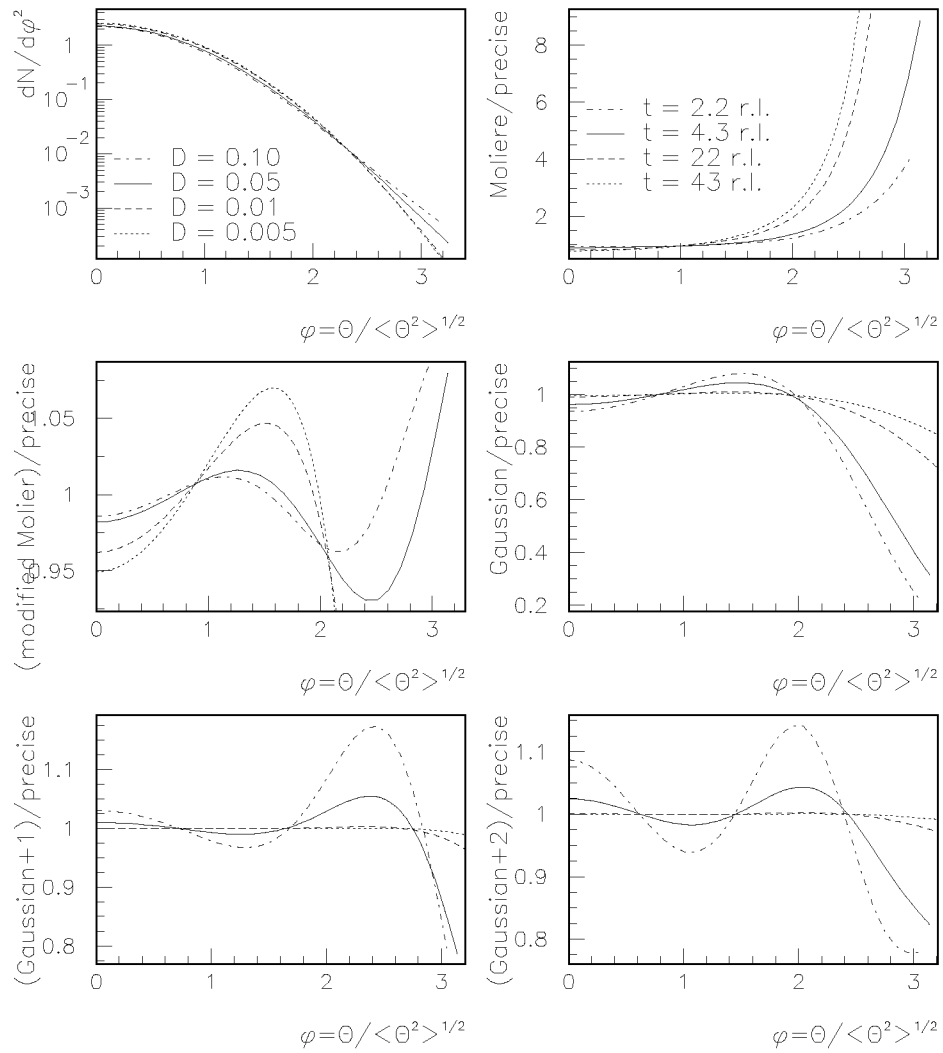 dN/dφ²
1
10⁻¹
10⁻²
10⁻³
D = 0.10
D = 0.05
D = 0.01
D = 0.005
0 1 2 3
φ=Θ/<Θ²>^1/2
Moliere/precise
8
6
4
2
t = 2.2 r.l.
t = 4.3 r.l.
t = 22 r.l.
t = 43 r.l.
0 1 2 3
φ=Θ/<Θ²>^1/2
(modified Molier)/precise
1.05
1
0.95
0 1 2 3
φ=Θ/<Θ²>^1/2
Gaussian/precise
1
0.8
0.6
0.4
0.2
0 1 2 3
φ=Θ/<Θ²>^1/2
(Gaussian+1)/precise
1.1
1
0.9
0.8
0 1 2 3
φ=Θ/<Θ²>^1/2
(Gaussian+2)/precise
1.1
1
0.9
0.8
0 1 2 3
φ=Θ/<Θ²>^1/2